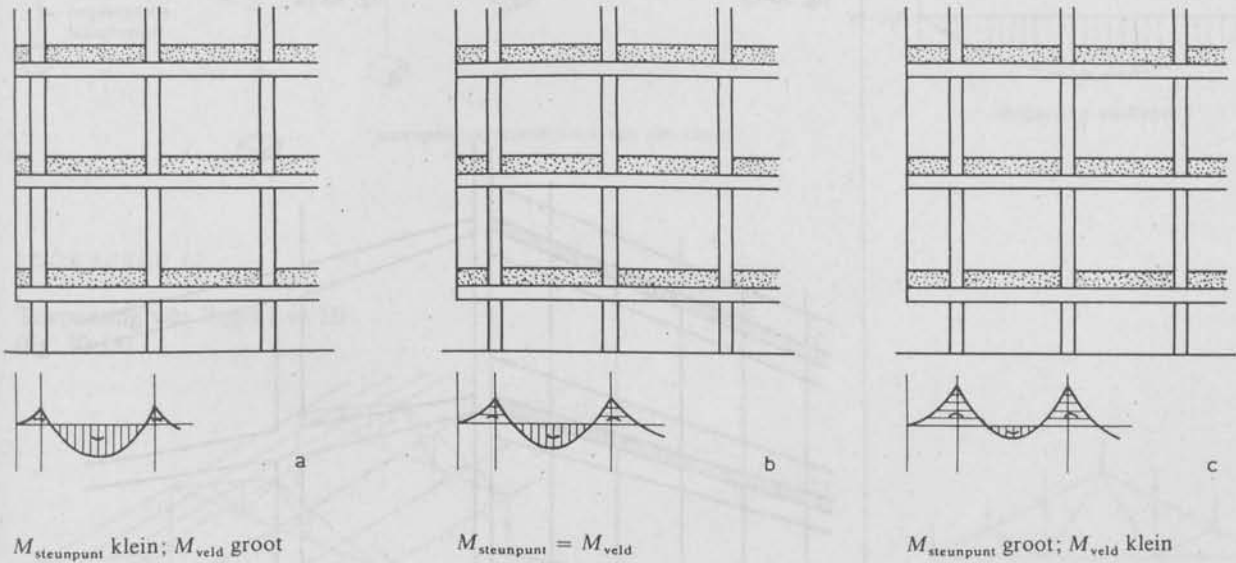 a
b
c
M steunpunt klein; M veld groot
M steunpunt = M veld
M steunpunt groot; M veld klein